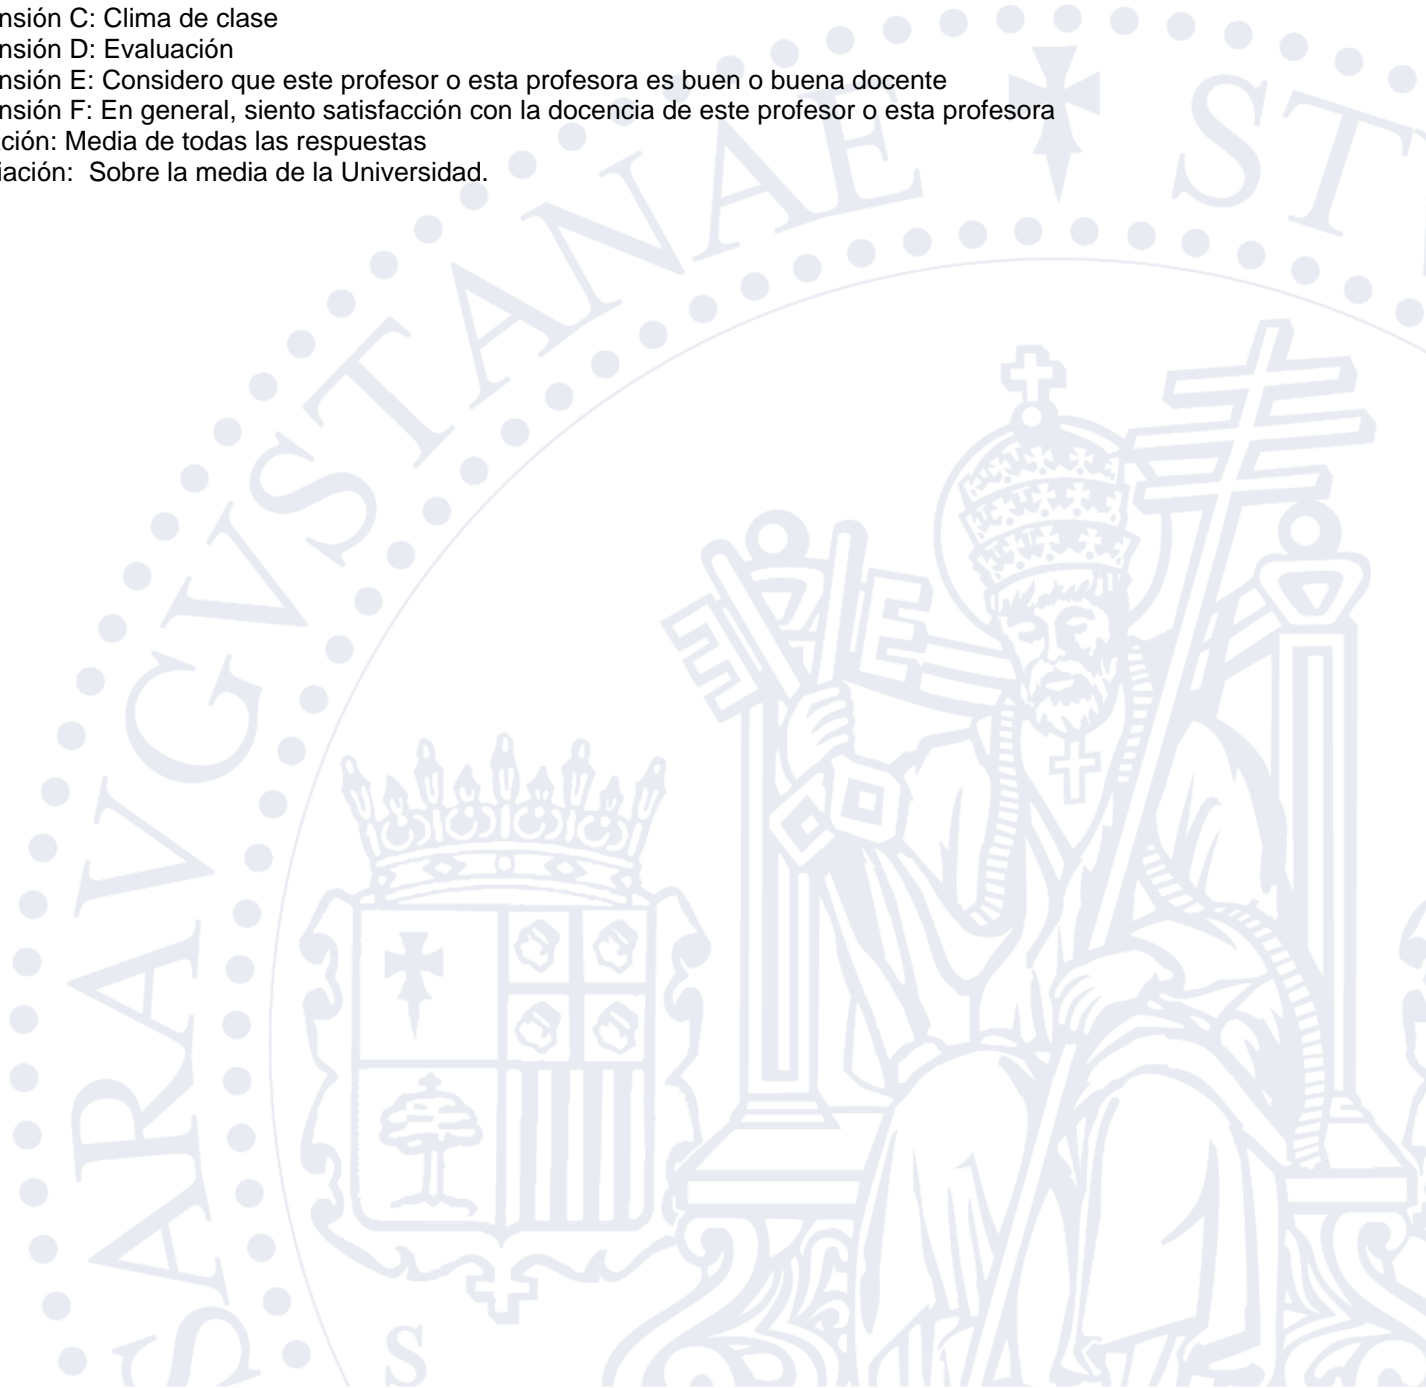 nsión C: Clima de clase
nsión D: Evaluación
nsión E: Considero que este profesor o esta profesora es buen o buena docente
nsión F: En general, siento satisfacción con la docencia de este profesor o esta profesora
ción: Media de todas las respuestas
iación: Sobre la media de la Universidad.
SARAVGVSTANAE ST
S